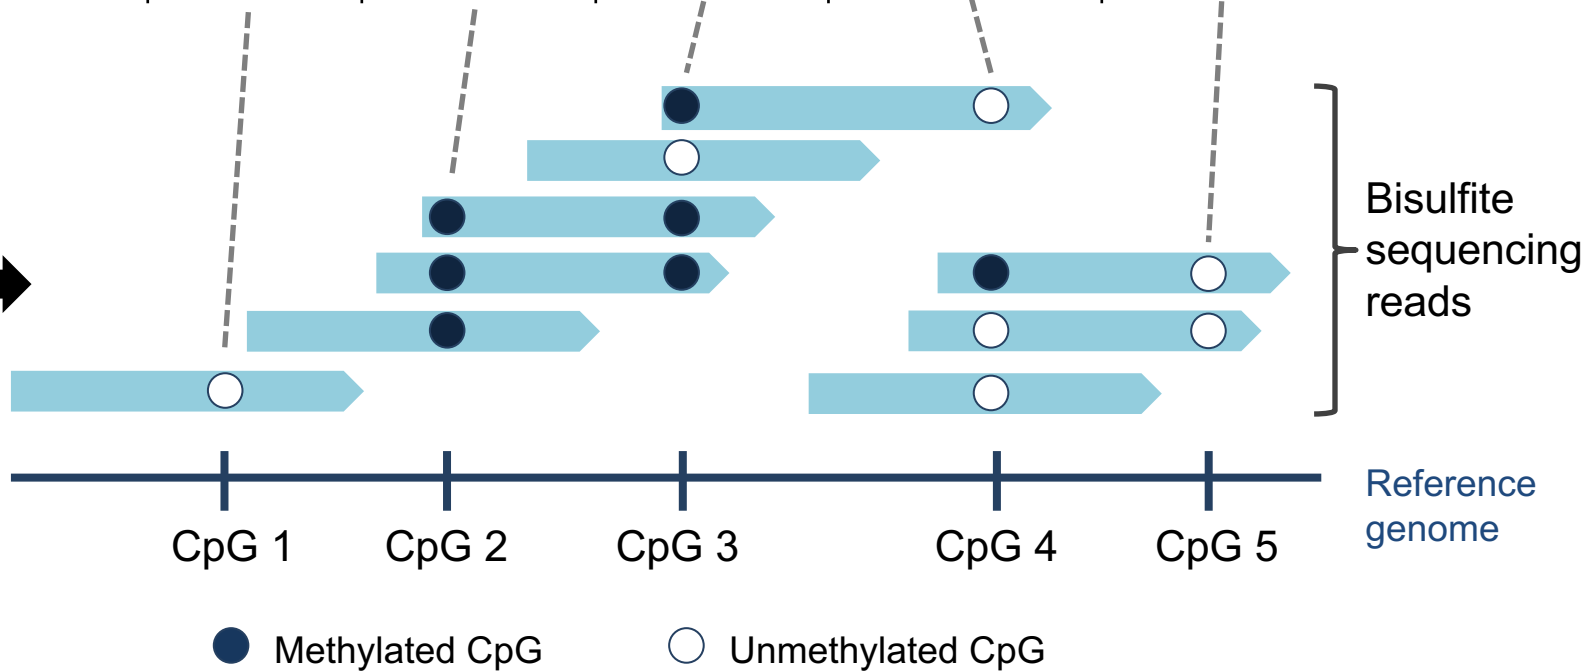 Bisulfite
sequencing
reads
Reference
genome
CpG 1 CpG 2 CpG 3 CpG 4 CpG 5
Methylated CpG Unmethylated CpG